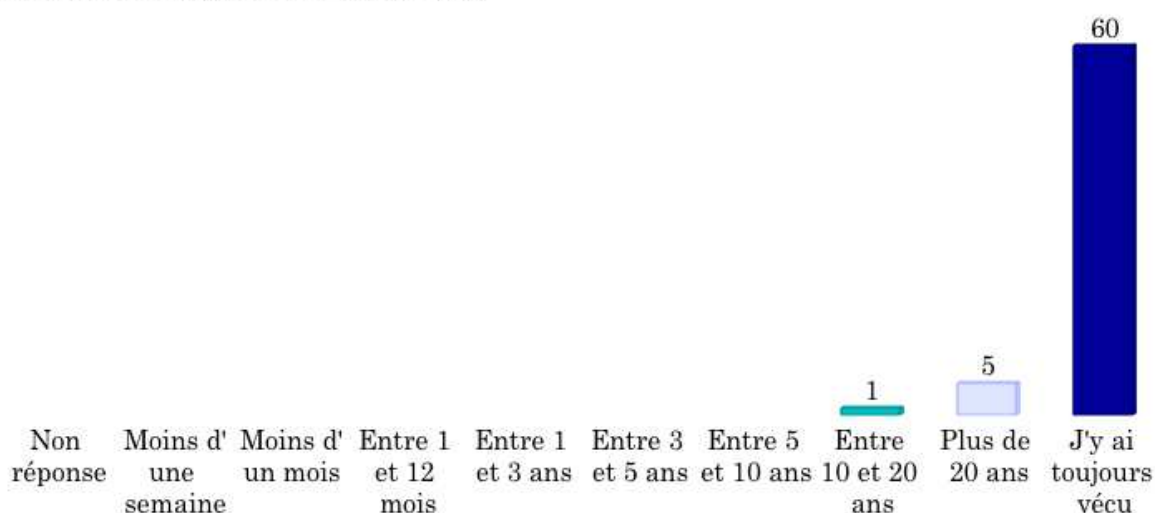 60
5
1
Non réponse
Moins d' une semaine
Moins d' un mois
Entre 1 et 12 mois
Entre 1 et 3 ans
Entre 3 et 5 ans
Entre 5 et 10 ans
Entre 10 et 20 ans
Plus de 20 ans
J'y ai toujours vécu